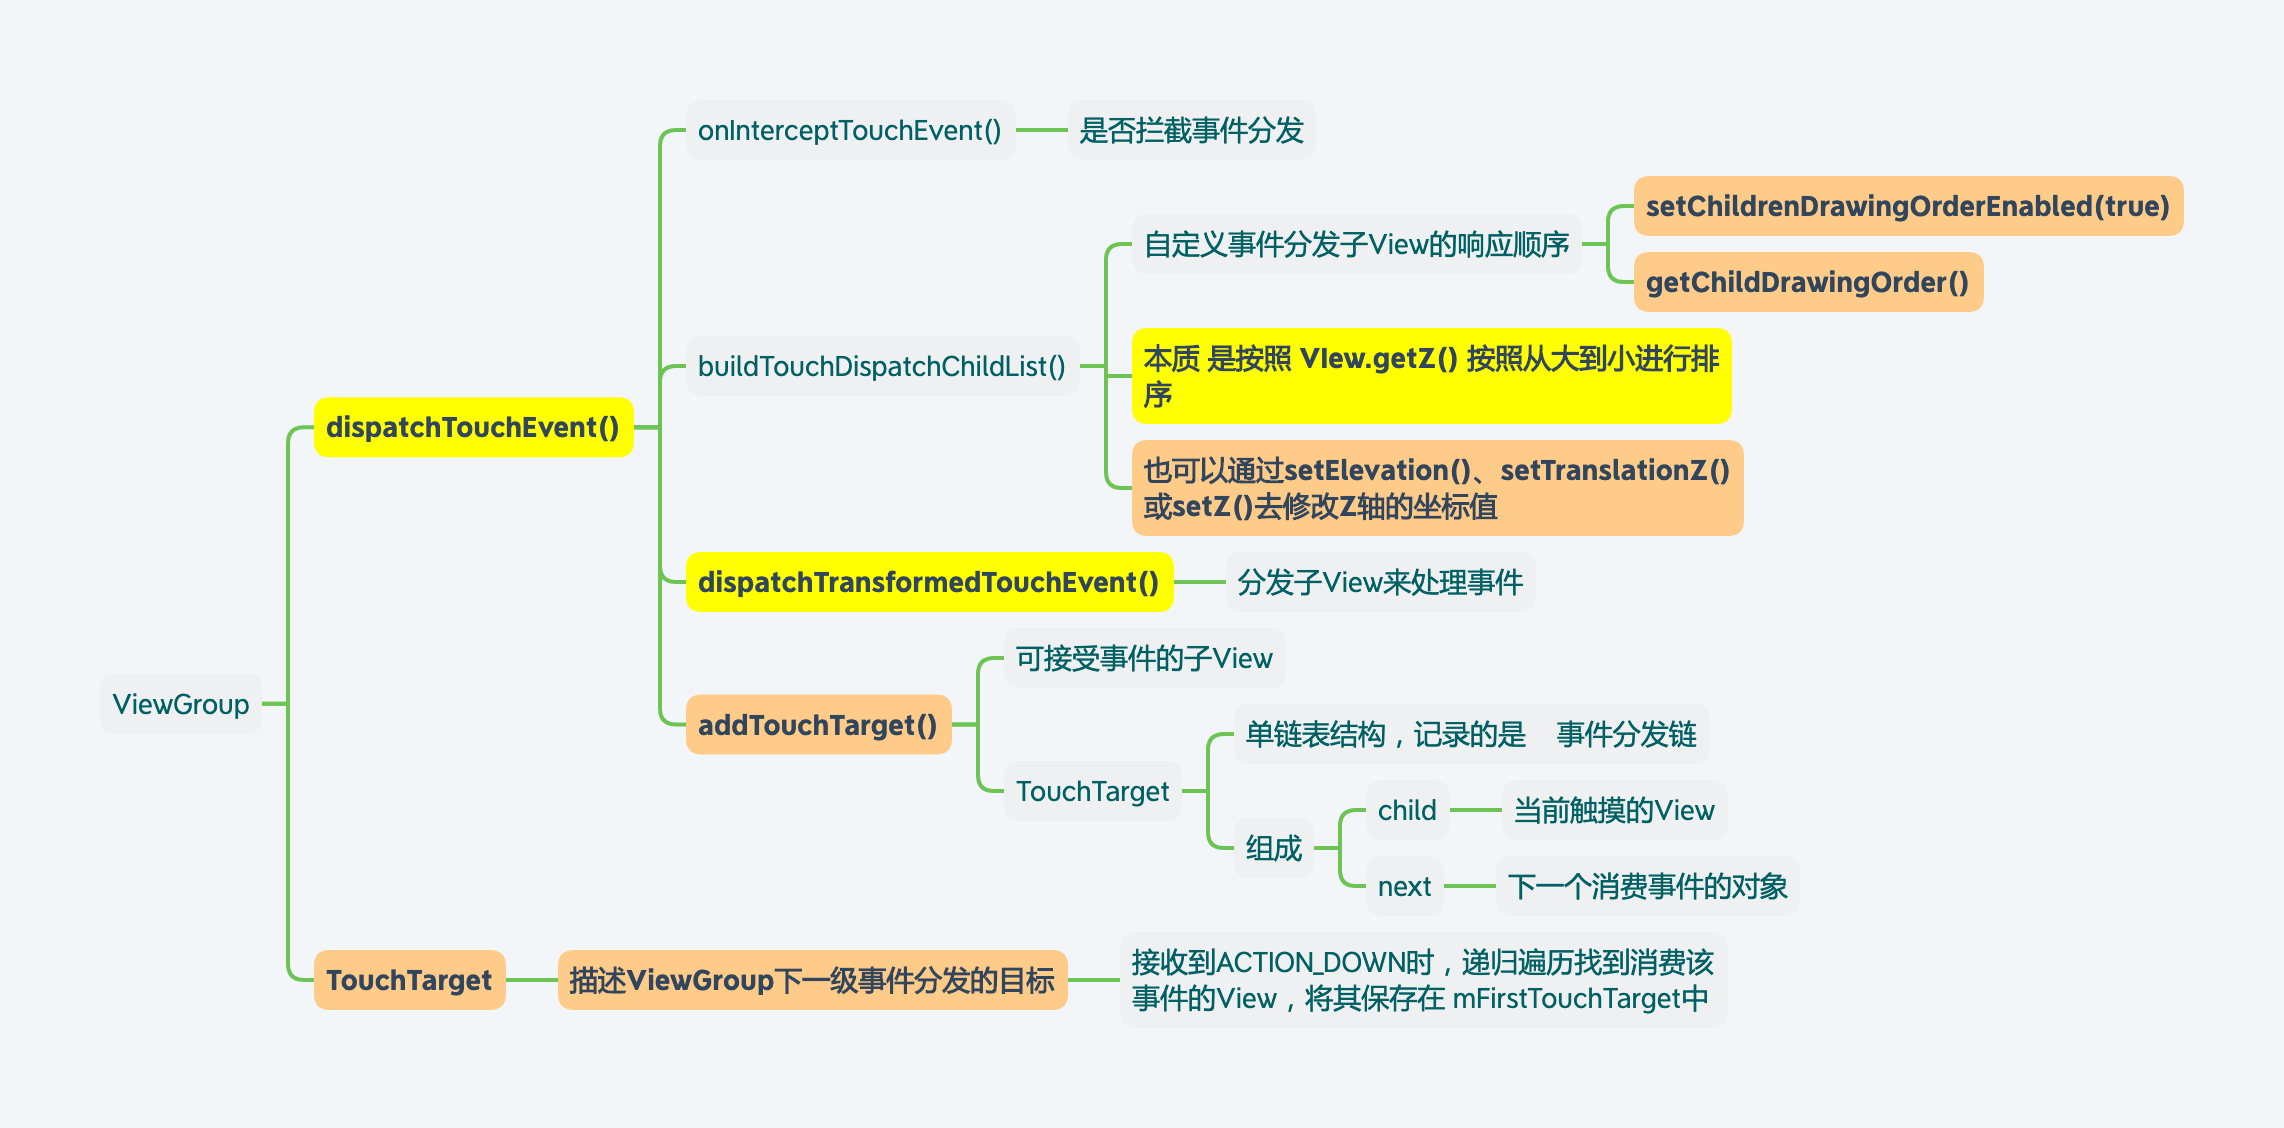 onInterceptTouchEvent()
是否拦截事件分发
setChildrenDrawingOrderEnabled(true)
自定义事件分发子View的响应顺序
getChildDrawingOrder()
buildTouchDispatchChildList()
本质 是按照 VIew.getZ() 按照从大到小进行排
序
dispatchTouchEvent()
也可以通过setElevation()、setTranslationZ()
或setZ()去修改Z轴的坐标值
dispatchTransformedTouchEvent()
分发子View来处理事件
可接受事件的子View
ViewGroup
addTouchTarget()
单链表结构，记录的是　事件分发链
TouchTarget
child
当前触摸的View
组成
next
下一个消费事件的对象
TouchTarget
描述ViewGroup下一级事件分发的目标
接收到ACTION_DOWN时，递归遍历找到消费该
事件的View，将其保存在 mFirstTouchTarget中